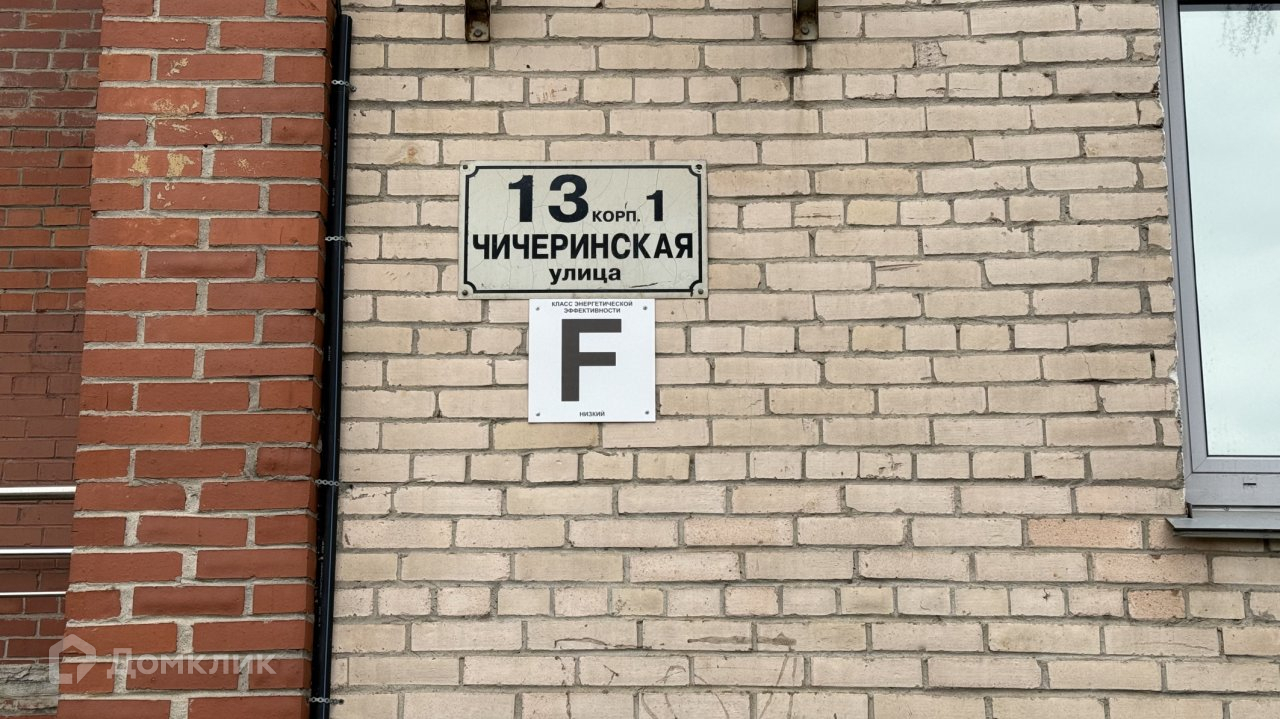 13 КОРП. 1
ЧИЧЕРИНСКАЯ
улица
КЛАСС ЭНЕРГЕТИЧЕСКОЙ
ЭФФЕКТИВНОСТИ
F
НИЗКИЙ
Домклик